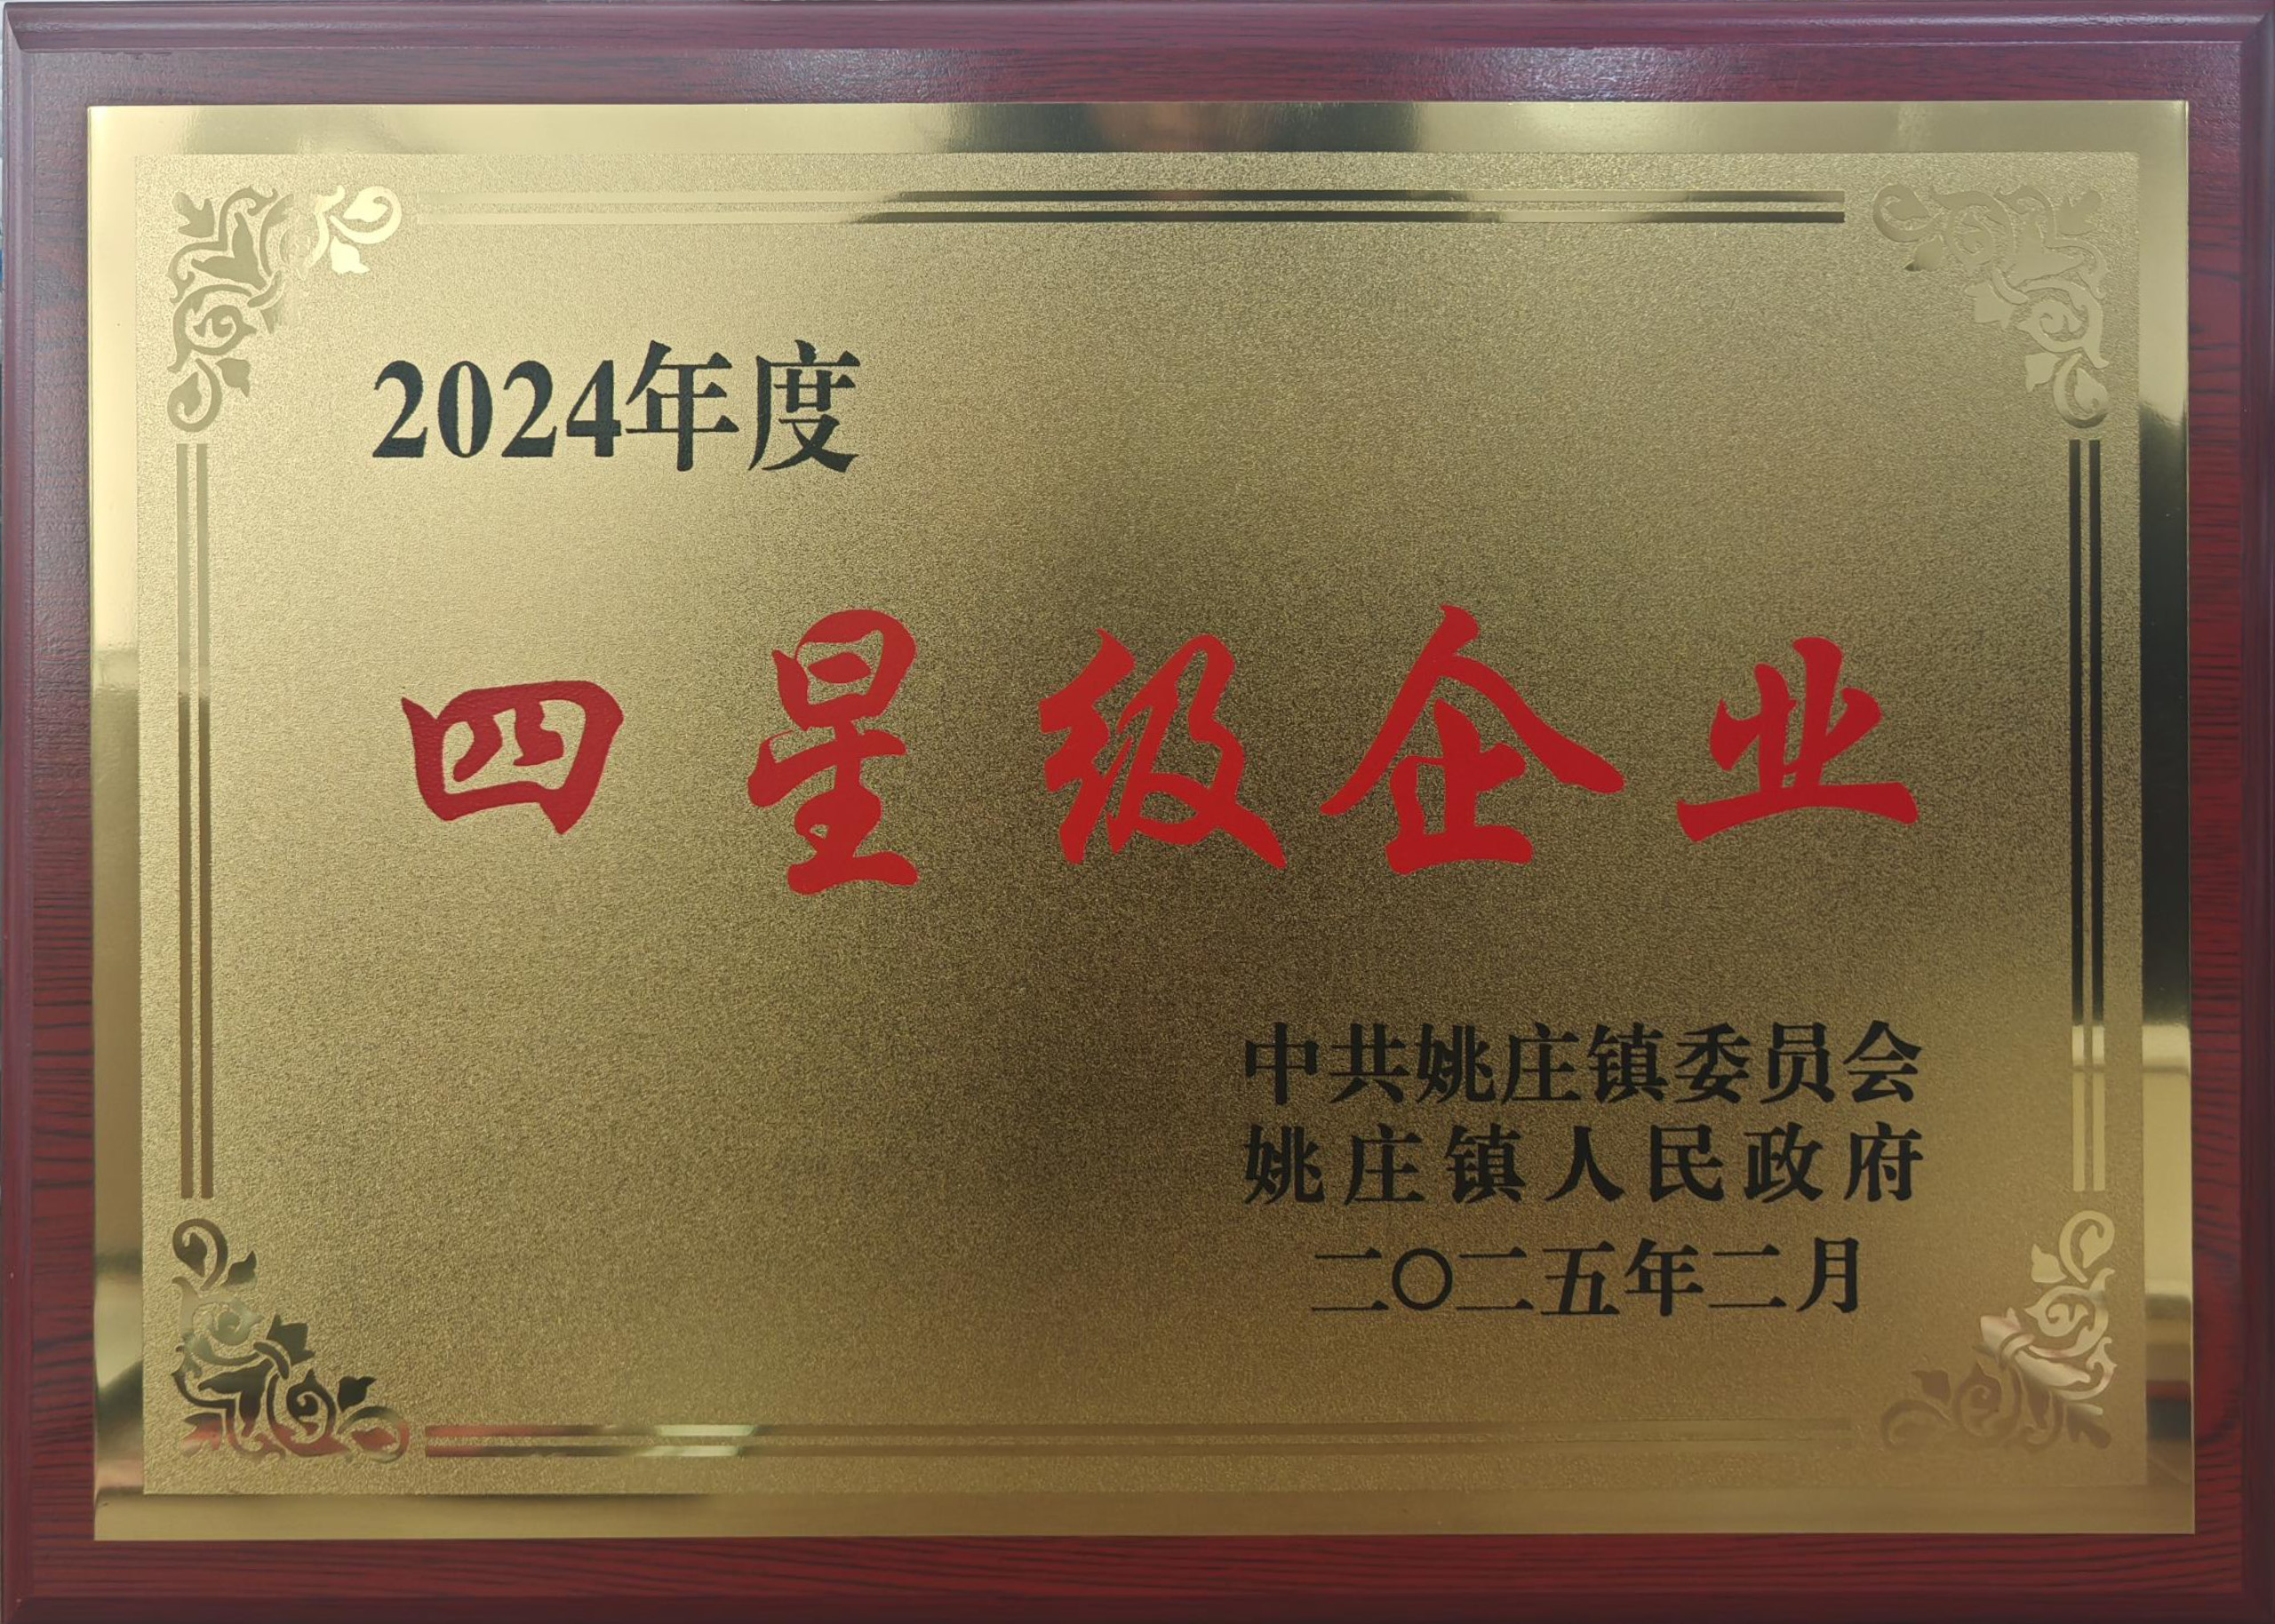 2024年度
四星级企业
中共姚庄镇委员会
姚庄镇人民政府
二〇二五年二月